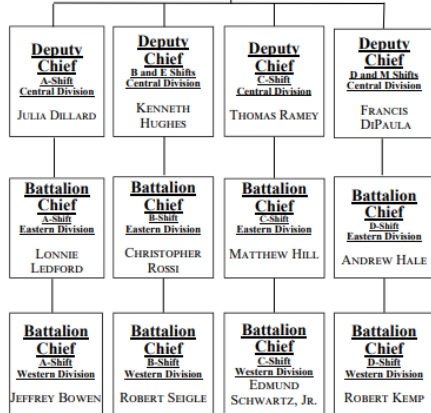 Deputy
Chief
A-Shift
Central Division
JULIA DILLARD
Deputy
Chief
B and E Shifts
Central Division
KENNETH
HUGHES
Deputy
Chief
C-Shift
Central Division
THOMAS RAMEY
Deputy
Chief
D and M Shifts
Central Division
FRANCIS
DIPAULA
Battalion
Chief
A-Shift
Eastern Division
LONNIE
LEDFORD
Battalion
Chief
B-Shift
Eastern Division
CHRISTOPHER
ROSSI
Battalion
Chief
C-Shift
Eastern Division
MATTHEW HILL
Battalion
Chief
D-Shift
Eastern Division
ANDREW HALE
Battalion
Chief
A-Shift
Western Division
JEFFREY BOWEN
Battalion
Chief
B-Shift
Western Division
ROBERT SEIGLE
Battalion
Chief
C-Shift
Western Division
EDMUND
SCHWARTZ, JR.
Battalion
Chief
D-Shift
Western Division
ROBERT KEMP